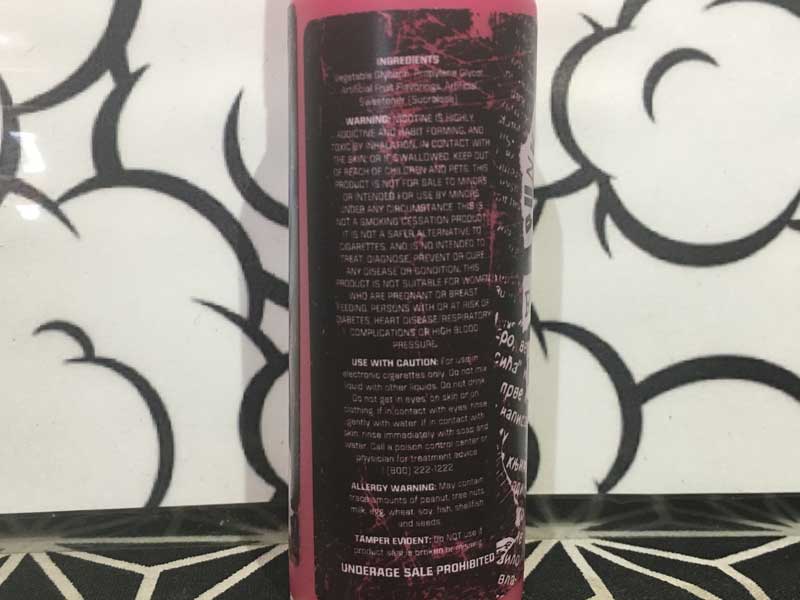 INGREDIENTS
Vegetable Glycerin, Propylene Glycol,
Artificial Fruit Flavorings, Artificial
Sweetener (Sucralose)
WARNING: NICOTINE IS HIGHLY
ADDICTIVE AND HABIT FORMING, AND
TOXIC BY INHALATION, IN CONTACT WITH
THE SKIN, OR IF SWALLOWED. KEEP OUT
OF REACH OF CHILDREN AND PETS. THIS
PRODUCT IS NOT FOR SALE TO MINORS
OR INTENDED FOR USE BY MINORS
UNDER ANY CIRCUMSTANCE. THIS IS
NOT A SMOKING CESSATION PRODUCT.
IT IS NOT A SAFER ALTERNATIVE TO
CIGARETTES, AND IS NO INTENDED TO
TREAT, DIAGNOSE, PREVENT OR CURE
ANY DISEASE OR CONDITION. THIS
PRODUCT IS NOT SUITABLE FOR WOMEN
WHO ARE PREGNANT OR BREAST
FEEDING, PERSONS WITH OR AT RISK OF
DIABETES, HEART DISEASE, RESPIRATORY
COMPLICATIONS OR HIGH BLOOD
PRESSURE.
USE WITH CAUTION: For use in
electronic cigarettes only. Do not mix
liquid with other liquids. Do not drink.
Do not get in eyes, on skin or on
clothing. If in contact with eyes, rinse
gently with water. If in contact with
skin, rinse immediately with soap and
water. Call a poison control center or
physician for treatment advice
1 (800) 222-1222
ALLERGY WARNING: May contain
trace amounts of peanut, tree nuts,
milk, egg, wheat, soy, fish, shellfish
and seeds.
TAMPER EVIDENT: Do NOT use if
product seal is broken or missing.
UNDERAGE SALE PROHIBITED